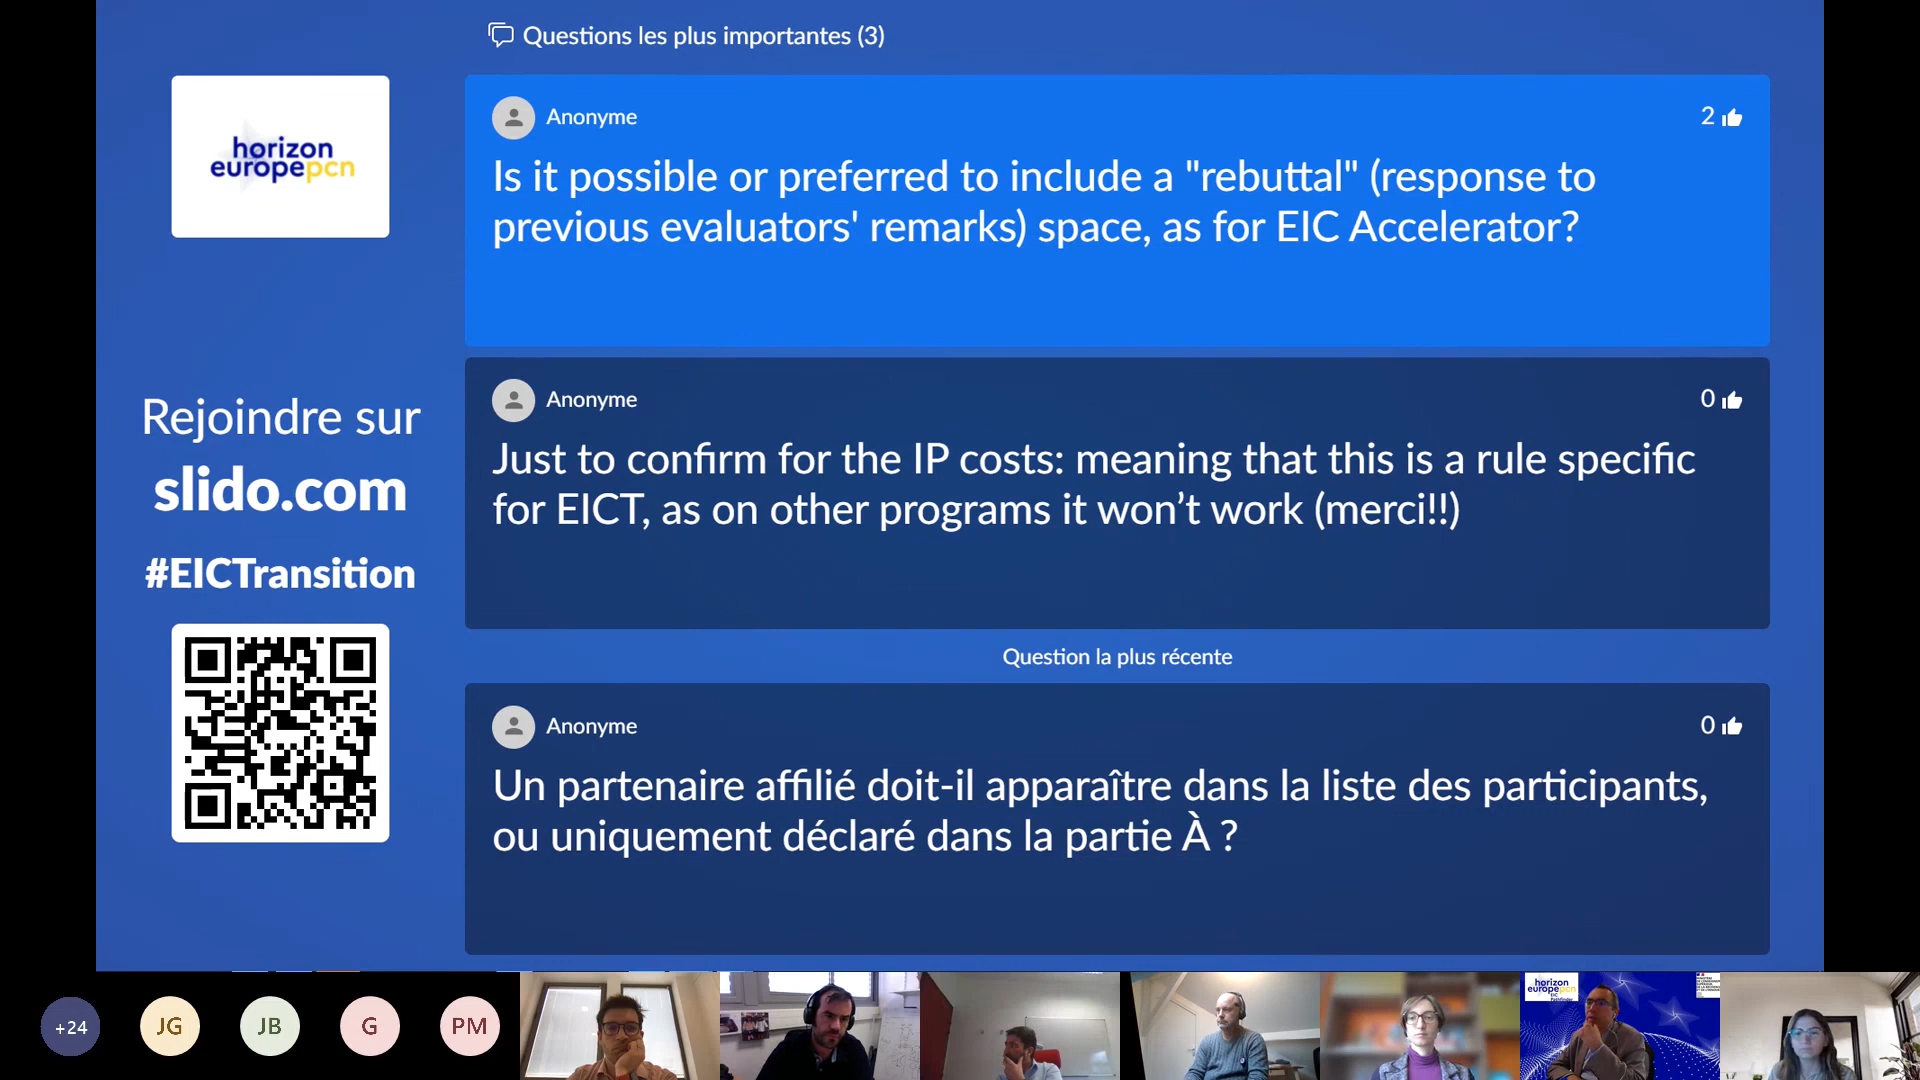 Questions les plus importantes (3)
horizon
europepcn
Anonyme
2
Is it possible or preferred to include a "rebuttal" (response to
previous evaluators' remarks) space, as for EIC Accelerator?
Anonyme
0
Just to confirm for the IP costs: meaning that this is a rule specific
for EICT, as on other programs it won’t work (merci!!)
Rejoindre sur
slido.com
#EICTransition
Question la plus récente
Anonyme
0
Un partenaire affilié doit-il apparaître dans la liste des participants,
ou uniquement déclaré dans la partie À ?
+24
JG
JB
G
PM
horizon
europepcn
EIC
Pathfinder